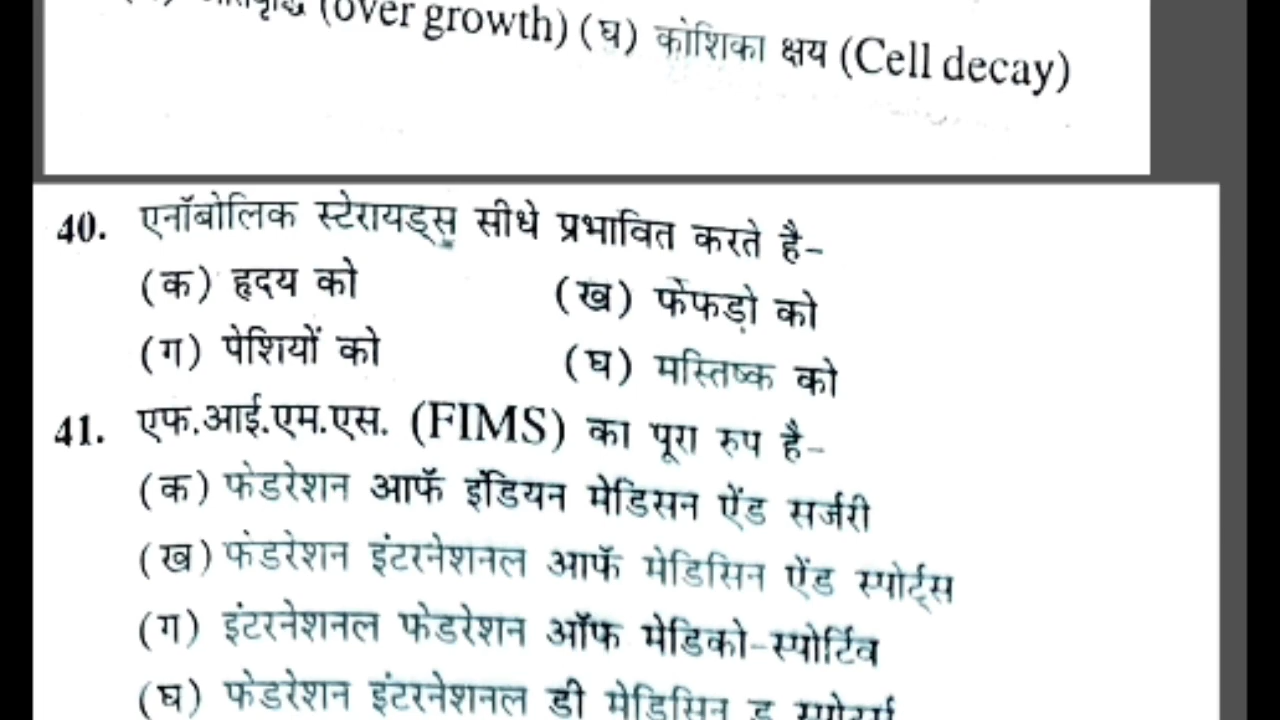 (over growth) (घ) कोशिका क्षय (Cell decay)
40. एनॉबोलिक स्टेरायड्स सीधे प्रभावित करते है-
(क) हृदय को (ख) फेफड़ो को
(ग) पेशियों को (घ) मस्तिष्क को
41. एफ.आई.एम.एस. (FIMS) का पूरा रुप है-
(क) फेडरेशन आफॅ इंडियन मेडिसन ऐंड सर्जरी
(ख) फेडरेशन इंटरनेशनल आफॅ मेडिसिन ऐंड स्पोर्ट्स
(ग) इंटरनेशनल फेडरेशन ऑफ मेडिको-स्पोर्टिव
(घ) फेडरेशन इंटरनेशनल डी मेडिसिन